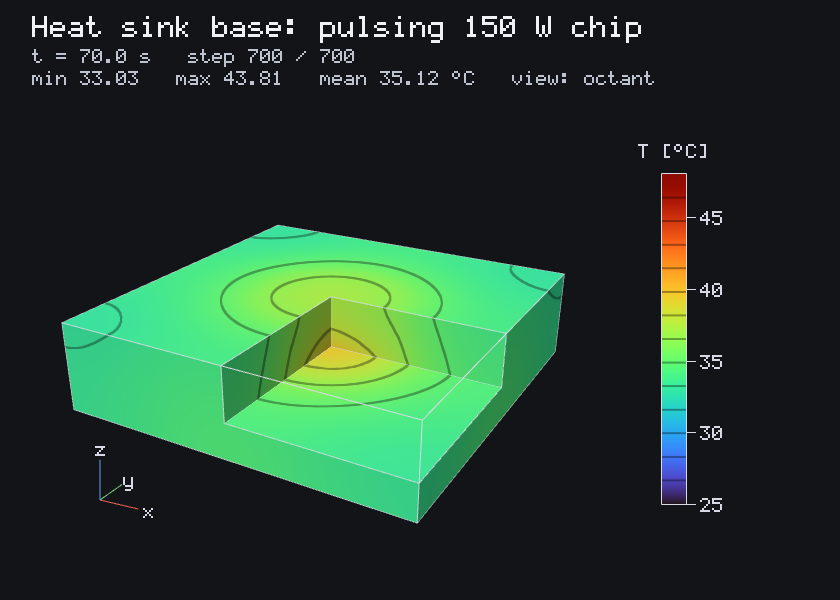 Heat sink base: pulsing 150 W chip
t = 70.0 s   step 700 / 700
min 33.03   max 43.81   mean 35.12 °C   view: octant
T [°C]
45
40
35
30
25
z
y
x